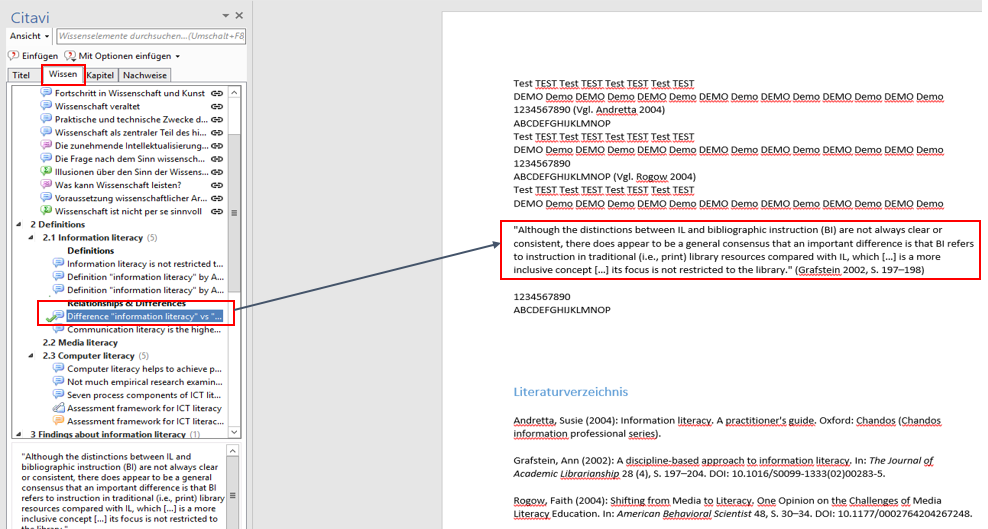 Citavi
Ansicht
Wissenselemente durchsuchen...(Umschalt+F8
Einfügen Mit Optionen einfügen
Titel Wissen Kapitel Nachweise
Fortschritt in Wissenschaft und Kunst
Wissenschaft veraltet
Praktische und technische Zwecke d...
Wissenschaft als zentraler Teil des hi...
Die zunehmende Intellektualisierung...
Die Frage nach dem Sinn wissensch...
Illusionen über den Sinn der Wissens...
Was kann Wissenschaft leisten?
Voraussetzung wissenschaftlicher Ar...
Wissenschaft ist nicht per se sinnvoll
2 Definitions
2.1 Information literacy (5)
Definitions
Information literacy is not restricted t...
Definition "information literacy" by A...
Definition "information literacy" by A...
Relationships & Differences
Difference "information literacy" vs "...
Communication literacy is the highe...
2.2 Media literacy
2.3 Computer literacy (5)
Computer literacy helps to achieve p...
Not much empirical research examin...
Seven process components of ICT lit...
Assessment framework for ICT literacy
Assessment framework for ICT literac...
3 Findings about information literacy (1)
"Although the distinctions between IL and
bibliographic instruction (BI) are not always clear
or consistent, there does appear to be a general
consensus that an important difference is that BI
refers to instruction in traditional (i.e., print) library
resources compared with IL, which [...] is a more
inclusive concept [...] its focus is not restricted to
the library."
Test TEST Test TEST Test TEST Test TEST
DEMO Demo DEMO Demo DEMO Demo DEMO Demo DEMO Demo DEMO Demo DEMO Demo
1234567890 (Vgl. Andretta 2004)
ABCDEFGHIJKLMNOP
Test TEST Test TEST Test TEST Test TEST
DEMO Demo DEMO Demo DEMO Demo DEMO Demo DEMO Demo DEMO Demo DEMO Demo
1234567890
ABCDEFGHIJKLMNOP (Vgl. Rogow 2004)
Test TEST Test TEST Test TEST Test TEST
DEMO Demo DEMO Demo DEMO Demo DEMO Demo DEMO Demo DEMO Demo DEMO Demo
"Although the distinctions between IL and bibliographic instruction (BI) are not always clear or
consistent, there does appear to be a general consensus that an important difference is that BI refers
to instruction in traditional (i.e., print) library resources compared with IL, which [...] is a more
inclusive concept [...] its focus is not restricted to the library." (Grafstein 2002, S. 197–198)
1234567890
ABCDEFGHIJKLMNOP
Literaturverzeichnis
Andretta, Susie (2004): Information literacy. A practitioner's guide. Oxford: Chandos (Chandos
information professional series).
Grafstein, Ann (2002): A discipline-based approach to information literacy. In: The Journal of
Academic Librarianship 28 (4), S. 197–204. DOI: 10.1016/S0099-1333(02)00283-5.
Rogow, Faith (2004): Shifting from Media to Literacy. One Opinion on the Challenges of Media
Literacy Education. In: American Behavioral Scientist 48, S. 30–34. DOI: 10.1177/0002764204267248.